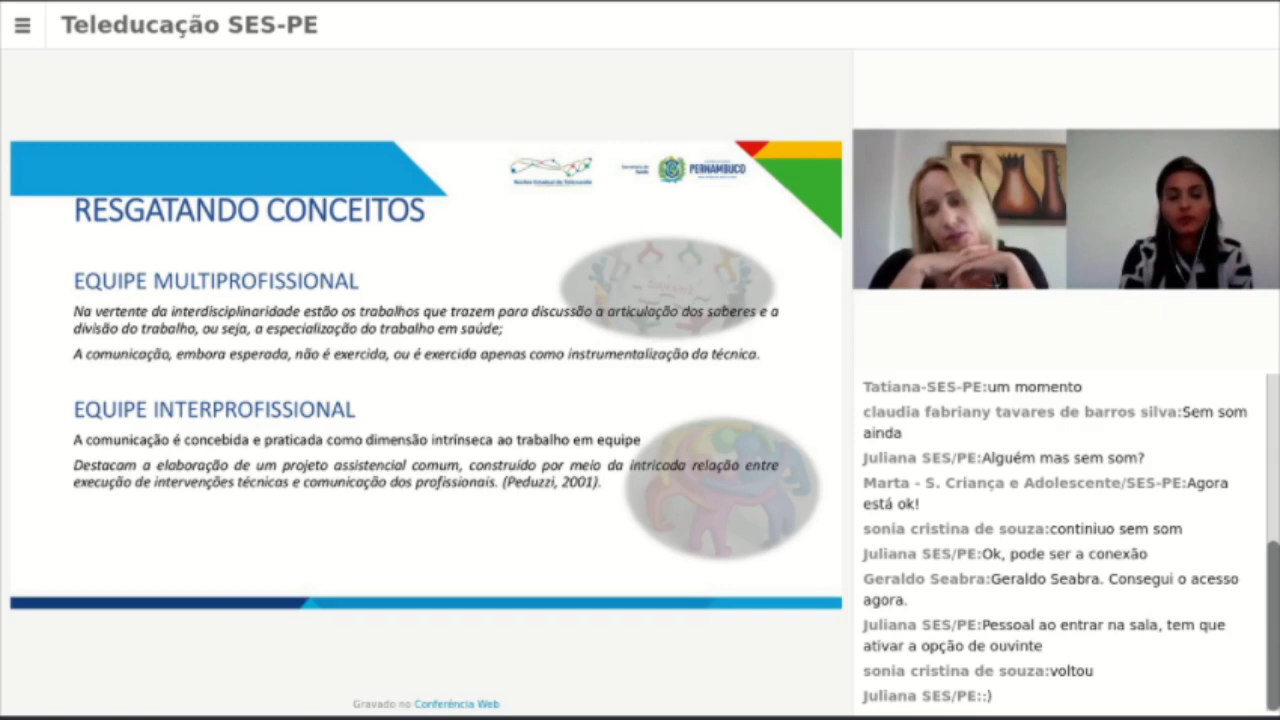 Teleducação SES-PE
Núcleo Estadual de Telessaúde
Secretaria de
Saúde
PERNAMBUCO
RESGATANDO CONCEITOS
EQUIPE MULTIPROFISSIONAL
Na vertente da interdisciplinaridade estão os trabalhos que trazem para discussão a articulação dos saberes e a
divisão do trabalho, ou seja, a especialização do trabalho em saúde;
A comunicação, embora esperada, não é exercida, ou é exercida apenas como instrumentalização da técnica.
EQUIPE INTERPROFISSIONAL
A comunicação é concebida e praticada como dimensão intrínseca ao trabalho em equipe
Destacam a elaboração de um projeto assistencial comum, construído por meio da intricada relação entre
execução de intervenções técnicas e comunicação dos profissionais. (Peduzzi, 2001).
Gravado no Conferência Web
Tatiana-SES-PE:um momento
claudia fabriany tavares de barros silva:Sem som
ainda
Juliana SES/PE:Alguém mas sem som?
Marta - S. Criança e Adolescente/SES-PE:Agora
está ok!
sonia cristina de souza:continiuo sem som
Juliana SES/PE:Ok, pode ser a conexão
Geraldo Seabra:Geraldo Seabra. Consegui o acesso
agora.
Juliana SES/PE:Pessoal ao entrar na sala, tem que
ativar a opção de ouvinte
sonia cristina de souza:voltou
Juliana SES/PE::)